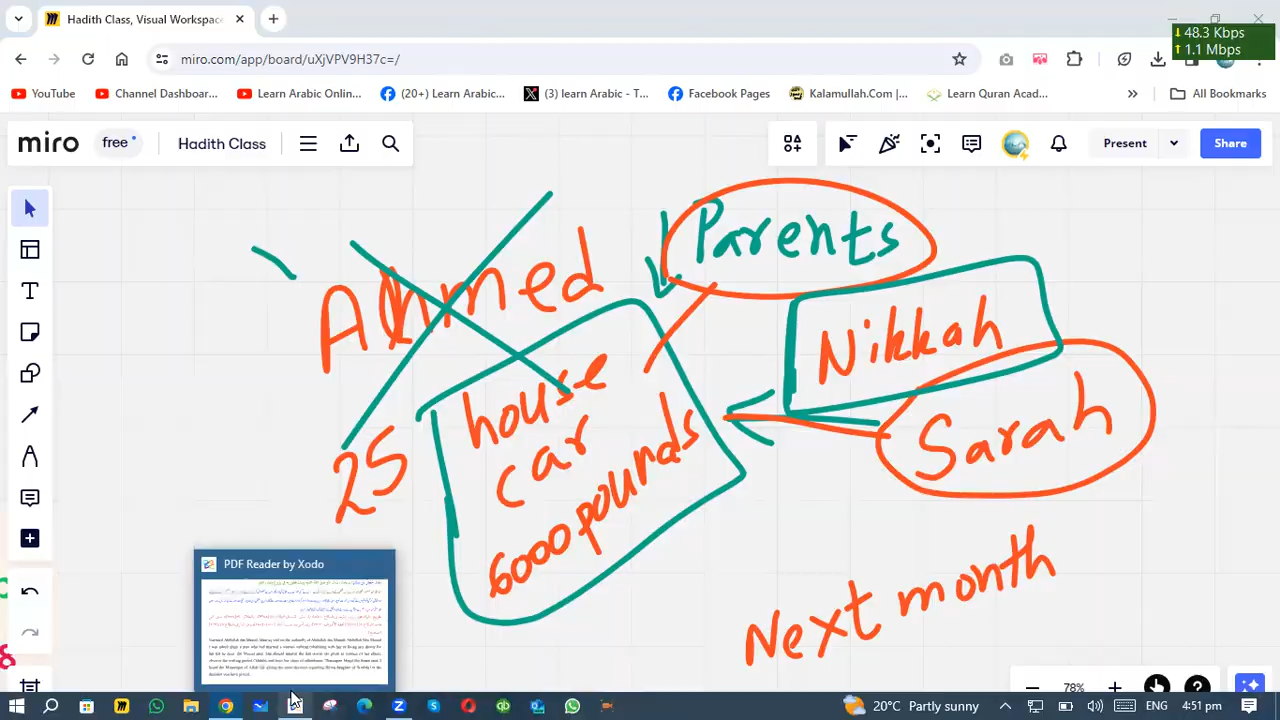 Hadith Class, Visual Workspace
48.3 Kbps
1.1 Mbps
miro.app/app/board/uXjVPV9H37c=/
YouTube
Channel Dashboar...
Learn Arabic Onlin...
(20+) Learn Arabic...
(3) learn Arabic - T...
Facebook Pages
Kalamullah.Com |...
Learn Quran Acad...
All Bookmarks
miro
free
Hadith Class
Present
Share
Parents
Ahmed
Nikkah
house
car
Sarah
25
6000 pounds
Next month
PDF Reader by Xodo
78%
20°C Partly sunny
ENG
4:51 pm